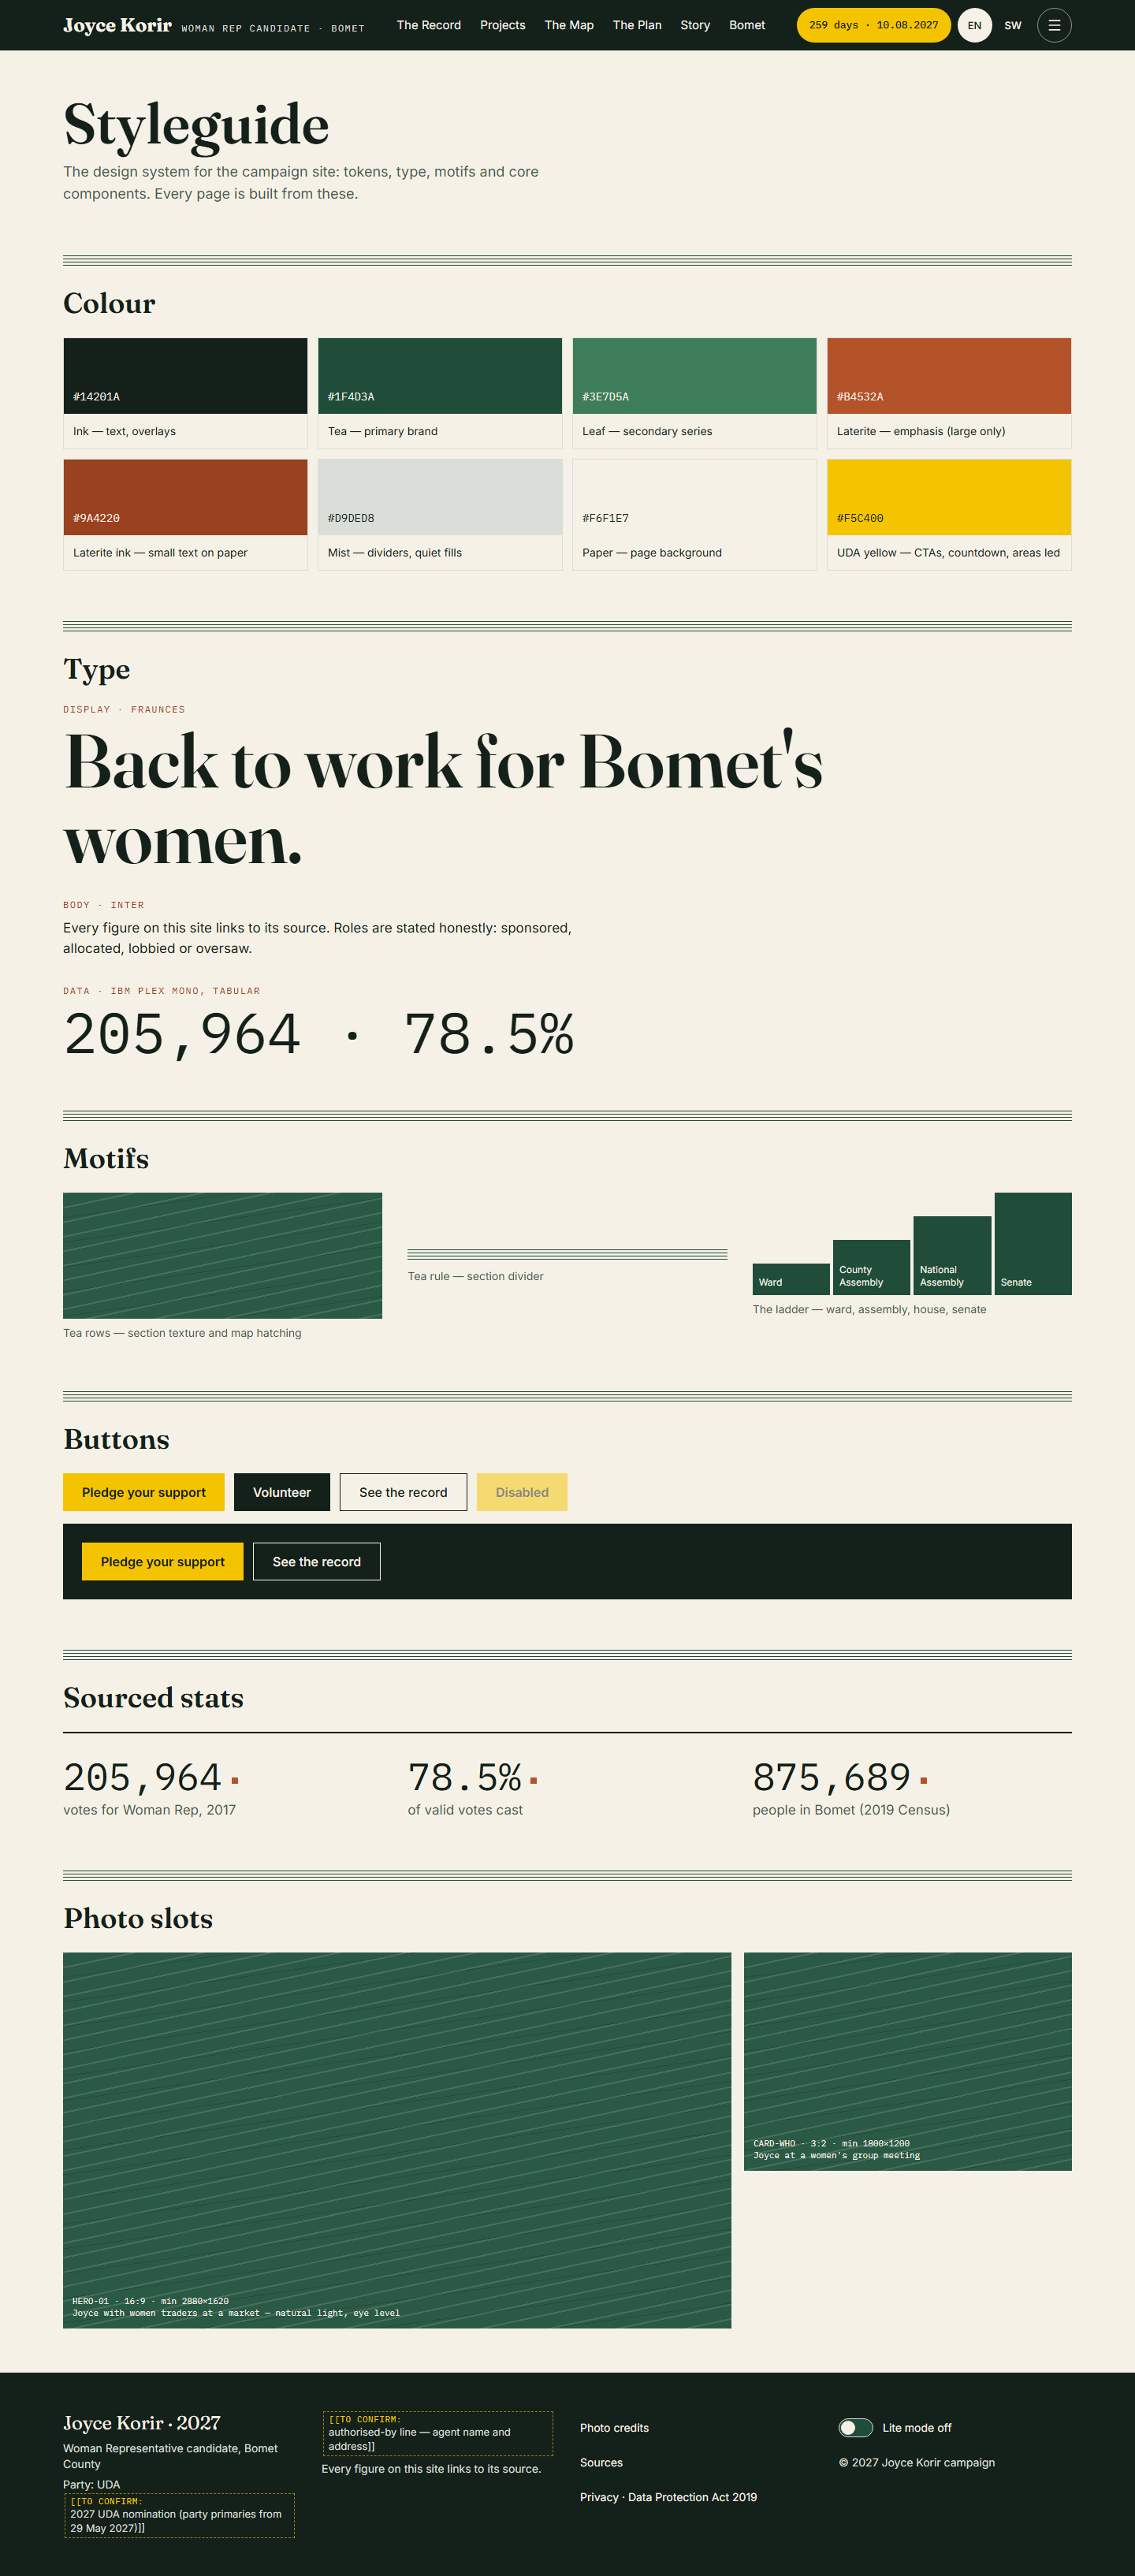 Joyce Korir WOMAN REP CANDIDATE · BOMET The Record Projects The Map The Plan Story Bomet 259 days · 10.08.2027 EN SW
Styleguide
The design system for the campaign site: tokens, type, motifs and core
components. Every page is built from these.
Colour
#14201A
Ink — text, overlays
#1F4D3A
Tea — primary brand
#3E7D5A
Leaf — secondary series
#B4532A
Laterite — emphasis (large only)
#9A4220
Laterite ink — small text on paper
#D9DED8
Mist — dividers, quiet fills
#F6F1E7
Paper — page background
#F5C400
UDA yellow — CTAs, countdown, areas led
Type
DISPLAY · FRAUNCES
Back to work for Bomet's
women.
BODY · INTER
Every figure on this site links to its source. Roles are stated honestly: sponsored,
allocated, lobbied or oversaw.
DATA · IBM PLEX MONO, TABULAR
205,964 · 78.5%
Motifs
Tea rows — section texture and map hatching
Tea rule — section divider
Ward
County
Assembly
National
Assembly
Senate
The ladder — ward, assembly, house, senate
Buttons
Pledge your support
Volunteer
See the record
Disabled
Pledge your support
See the record
Sourced stats
205,964
votes for Woman Rep, 2017
78.5%
of valid votes cast
875,689
people in Bomet (2019 Census)
Photo slots
HERO-01 · 16:9 · min 2880×1620
Joyce with women traders at a market — natural light, eye level
CARD-WHO · 3:2 · min 1800×1200
Joyce at a women's group meeting
Joyce Korir · 2027
Woman Representative candidate, Bomet
County
Party: UDA
[[TO CONFIRM:
2027 UDA nomination (party primaries from
29 May 2027)]]
[[TO CONFIRM:
authorised-by line — agent name and
address]]
Every figure on this site links to its source.
Photo credits
Sources
Privacy · Data Protection Act 2019
Lite mode off
© 2027 Joyce Korir campaign